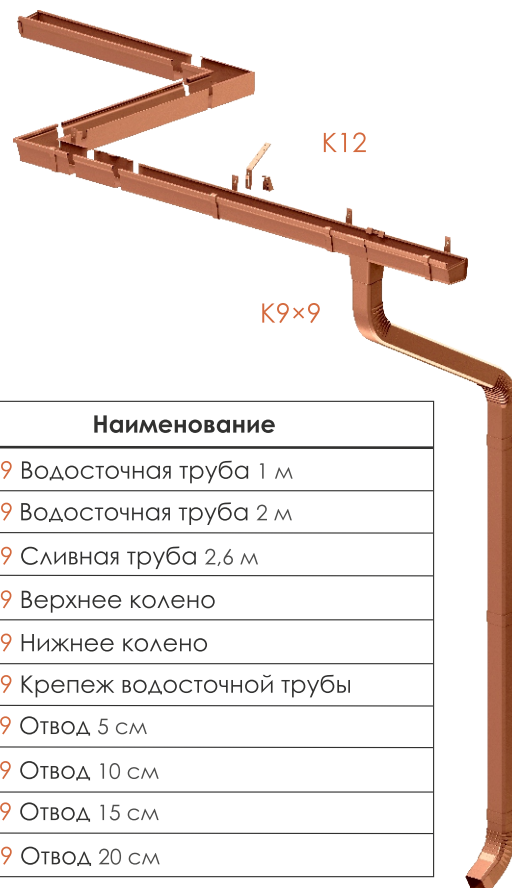 K12
K9×9
Наименование
9 Водосточная труба 1 м
9 Водосточная труба 2 м
9 Сливная труба 2,6 м
9 Верхнее колено
9 Нижнее колено
9 Крепеж водосточной трубы
9 Отвод 5 см
9 Отвод 10 см
9 Отвод 15 см
9 Отвод 20 см